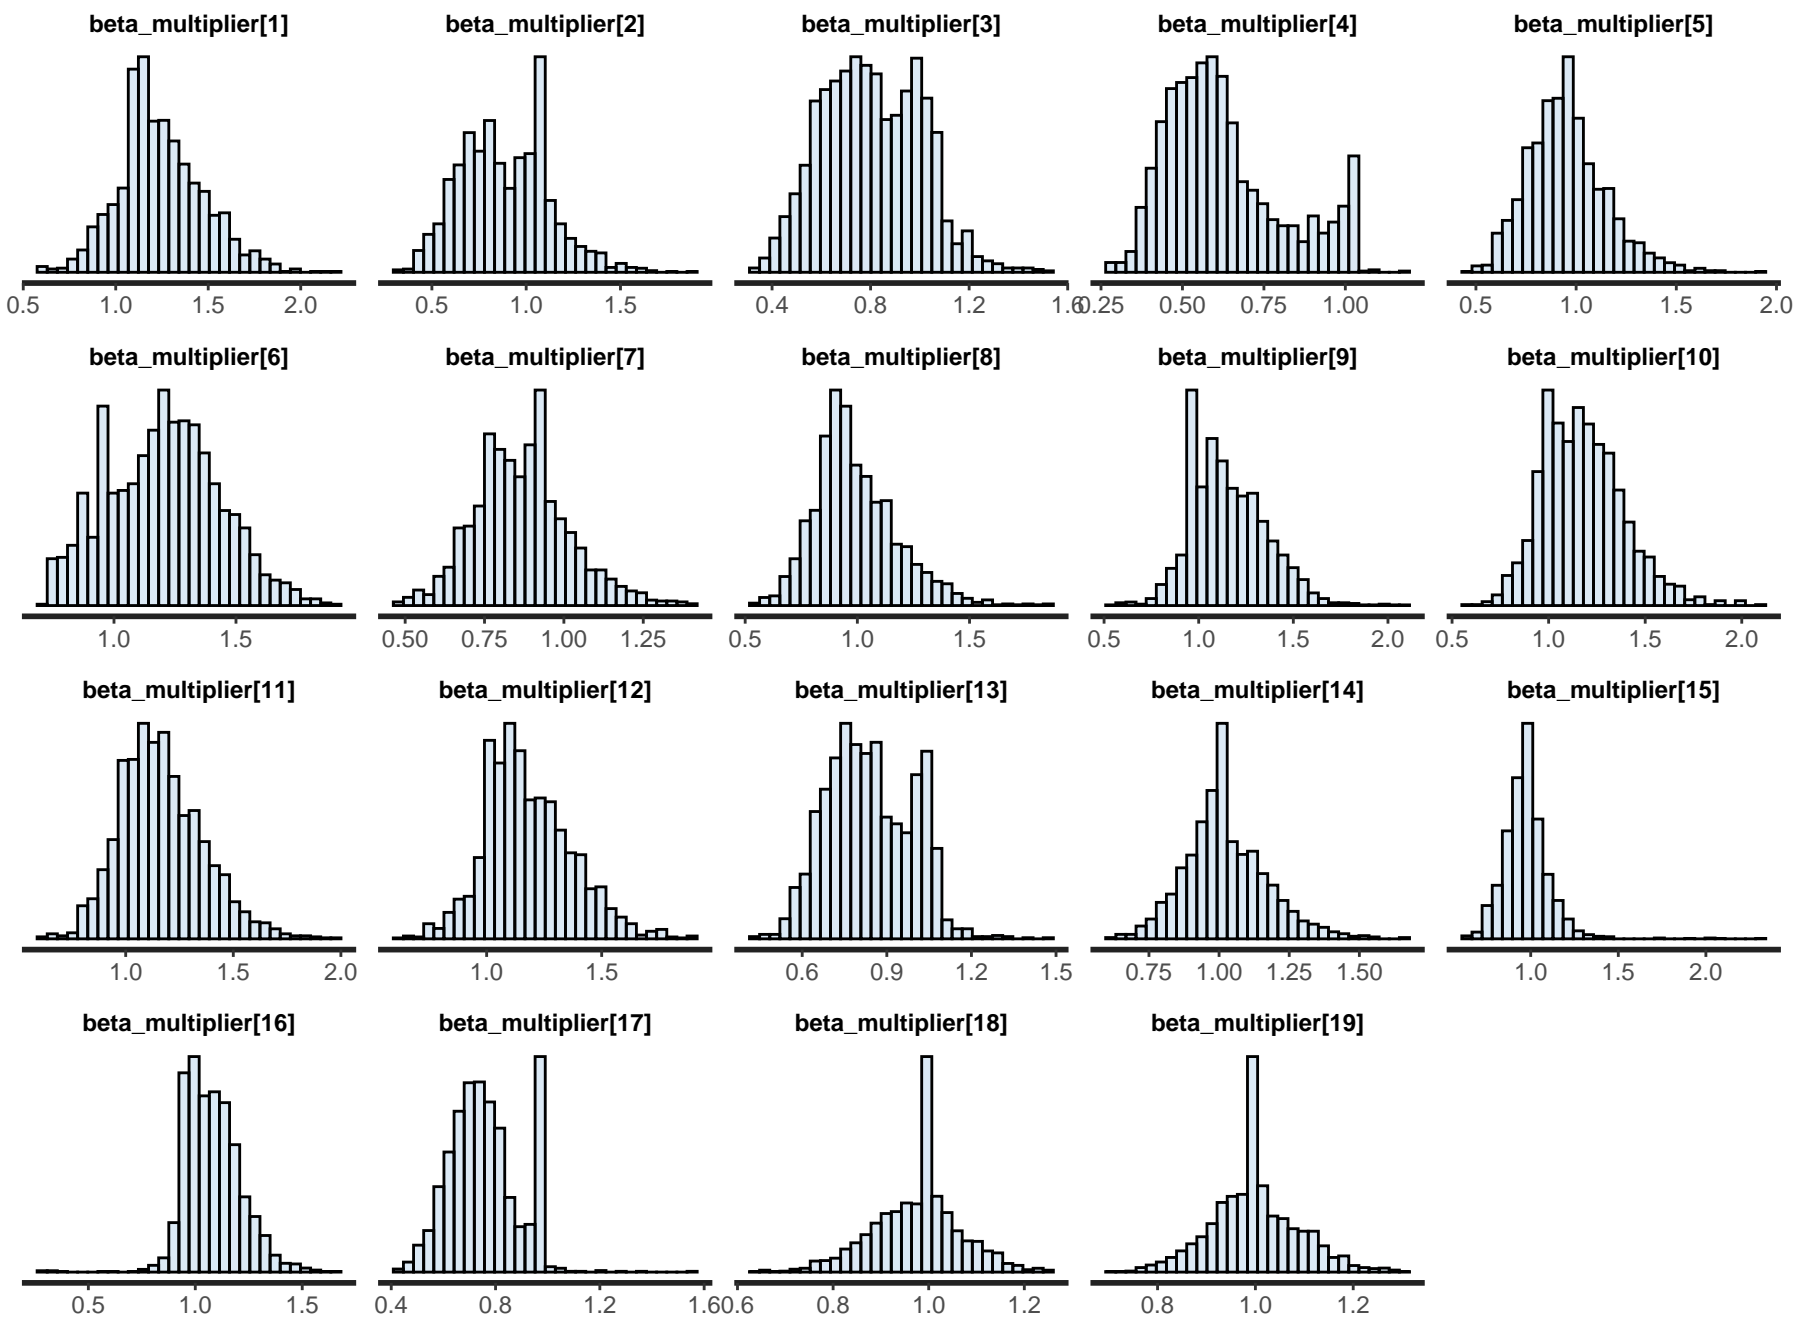 beta_multiplier[1] beta_multiplier[2] beta_multiplier[3] beta_multiplier[4] beta_multiplier[5]
0.5 1.0 1.5 2.0 0.5 1.0 1.5 0.4 0.8 1.2 1.6 0.25 0.50 0.75 1.00 0.5 1.0 1.5 2.0
beta_multiplier[6] beta_multiplier[7] beta_multiplier[8] beta_multiplier[9] beta_multiplier[10]
1.0 1.5 0.50 0.75 1.00 1.25 0.5 1.0 1.5 0.5 1.0 1.5 2.0 0.5 1.0 1.5 2.0
beta_multiplier[11] beta_multiplier[12] beta_multiplier[13] beta_multiplier[14] beta_multiplier[15]
1.0 1.5 2.0 1.0 1.5 0.6 0.9 1.2 1.5 0.75 1.00 1.25 1.50 1.0 1.5 2.0
beta_multiplier[16] beta_multiplier[17] beta_multiplier[18] beta_multiplier[19]
0.5 1.0 1.5 0.4 0.8 1.2 1.6 0.6 0.8 1.0 1.2 0.8 1.0 1.2